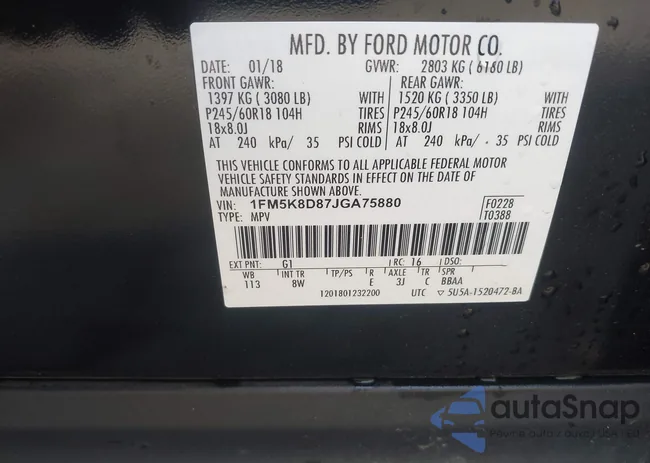 MFD. BY FORD MOTOR CO.
DATE: 01/18 GVWR: 2803 KG ( 6180 LB)
FRONT GAWR: REAR GAWR:
1397 KG ( 3080 LB) WITH 1520 KG ( 3350 LB) WITH
P245/60R18 104H TIRES P245/60R18 104H TIRES
18x8.0J RIMS 18x8.0J RIMS
AT 240 kPa/ 35 PSI COLD AT 240 kPa/ 35 PSI COLD
THIS VEHICLE CONFORMS TO ALL APPLICABLE FEDERAL MOTOR
VEHICLE SAFETY STANDARDS IN EFFECT ON THE DATE OF
MANUFACTURE SHOWN ABOVE.
VIN: 1FM5K8D87JGA75880 F0228
TYPE: MPV T0388
EXT PNT: G1 RC: 16
WB INT TR TP/PS R AXLE TR SPR
113 8W E 3J C BBAA
1201801232200 UTC ▽ 5U5A-1520472-BA
autaSnap